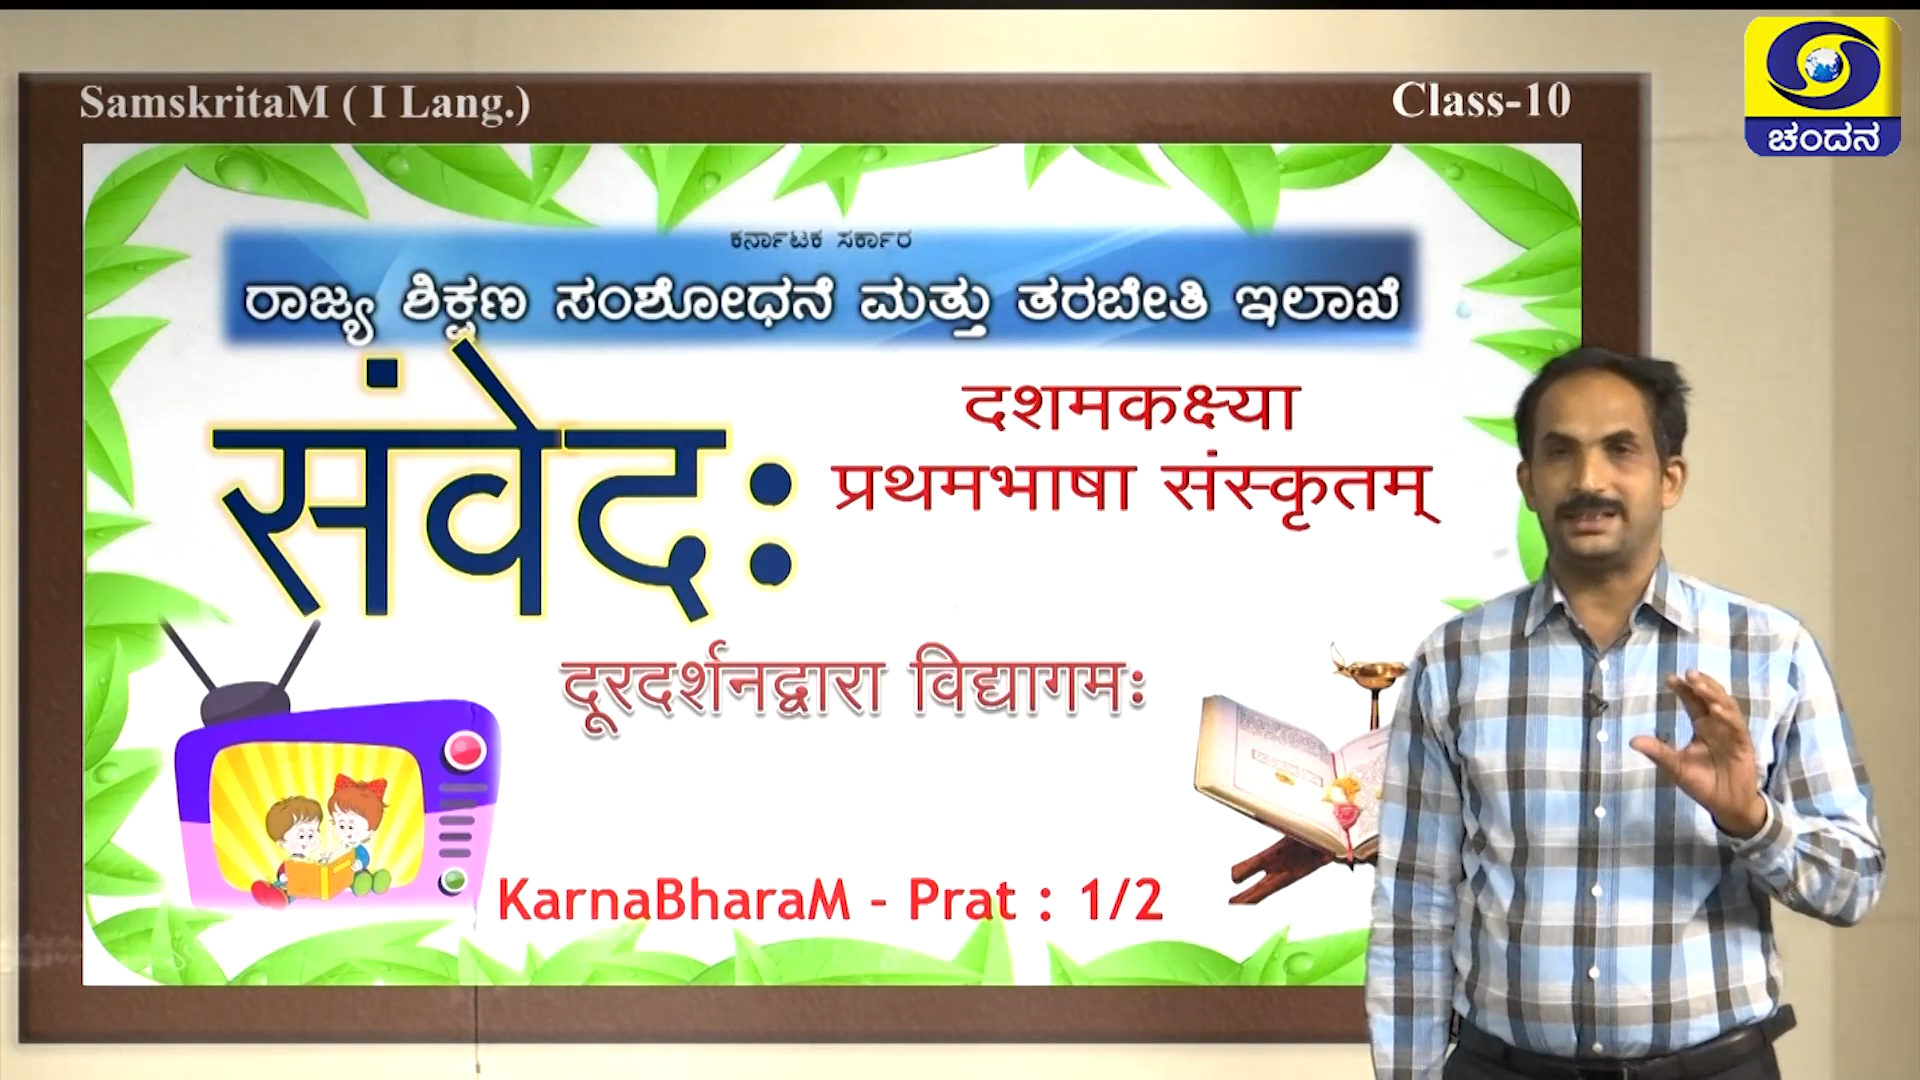 SamskritaM ( I Lang.)
Class-10
ಚಂದನ
ಕರ್ನಾಟಕ ಸರ್ಕಾರ
ರಾಜ್ಯ ಶಿಕ್ಷಣ ಸಂಶೋಧನೆ ಮತ್ತು ತರಬೇತಿ ಇಲಾಖೆ
संवेदः
दशमकक्ष्या
प्रथमभाषा संस्कृतम्
दूरदर्शनद्वारा विद्यागमः
KarnaBharaM - Prat : 1/2